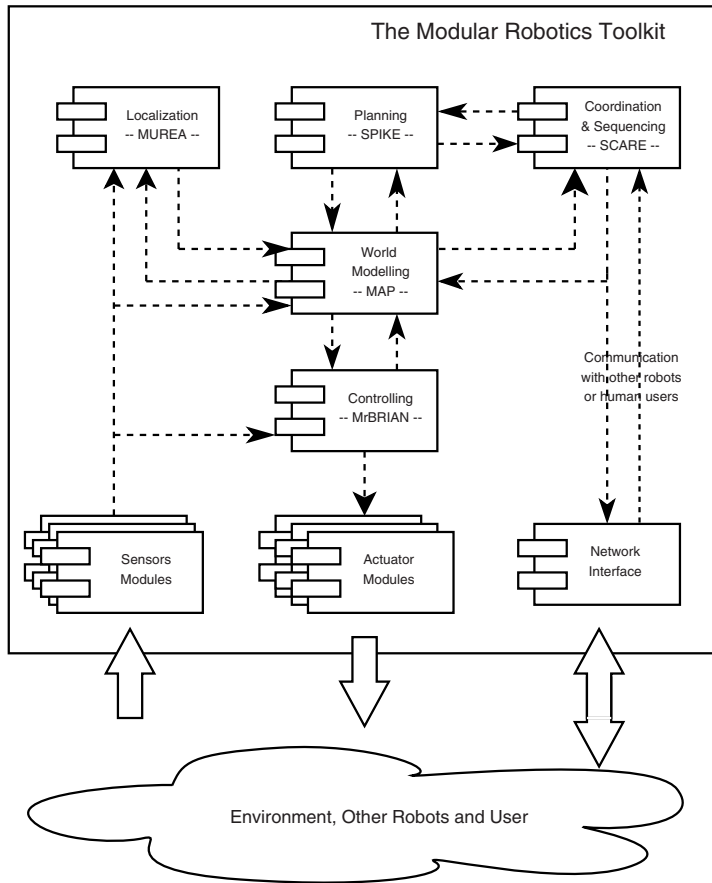 The Modular Robotics Toolkit
Localization
-- MUREA --
Planning
-- SPIKE --
Coordination
& Sequencing
-- SCARE --
World
Modelling
-- MAP --
Communication
with other robots
or human users
Controlling
-- MrBRIAN --
Sensors
Modules
Actuator
Modules
Network
Interface
Environment, Other Robots and User